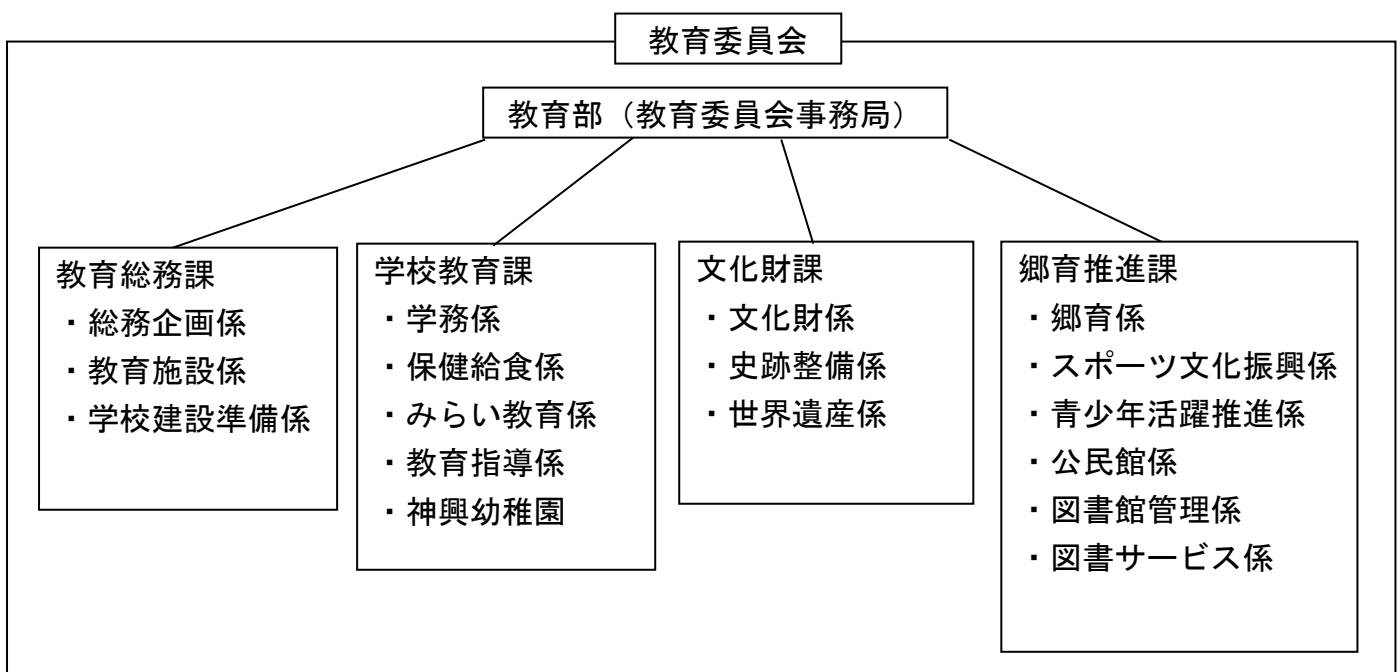 教育委員会
教育部（教育委員会事務局）
教育総務課
・総務企画係
・教育施設係
・学校建設準備係
学校教育課
・学務係
・保健給食係
・みらい教育係
・教育指導係
・神興幼稚園
文化財課
・文化財係
・史跡整備係
・世界遺産係
郷育推進課
・郷育係
・スポーツ文化振興係
・青少年活躍推進係
・公民館係
・図書館管理係
・図書サービス係